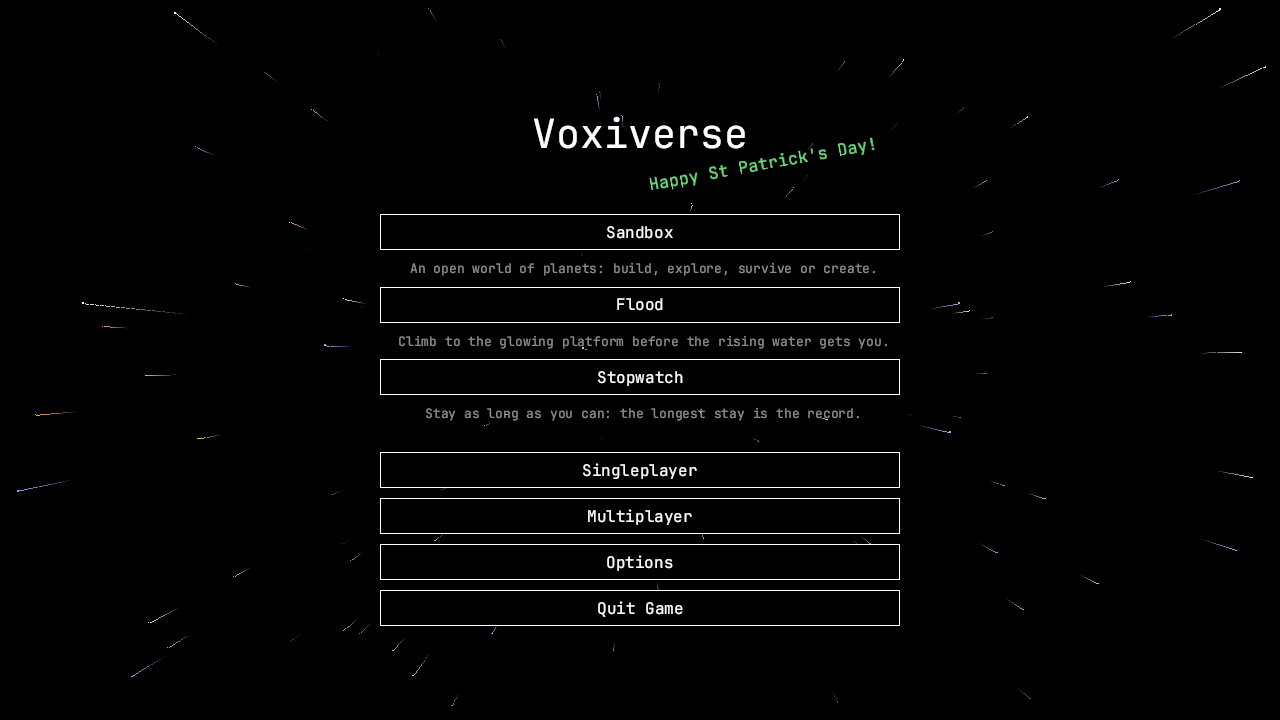 Voxiverse
Happy St Patrick's Day!
Sandbox
An open world of planets: build, explore, survive or create.
Flood
Climb to the glowing platform before the rising water gets you.
Stopwatch
Stay as long as you can: the longest stay is the record.
Singleplayer
Multiplayer
Options
Quit Game